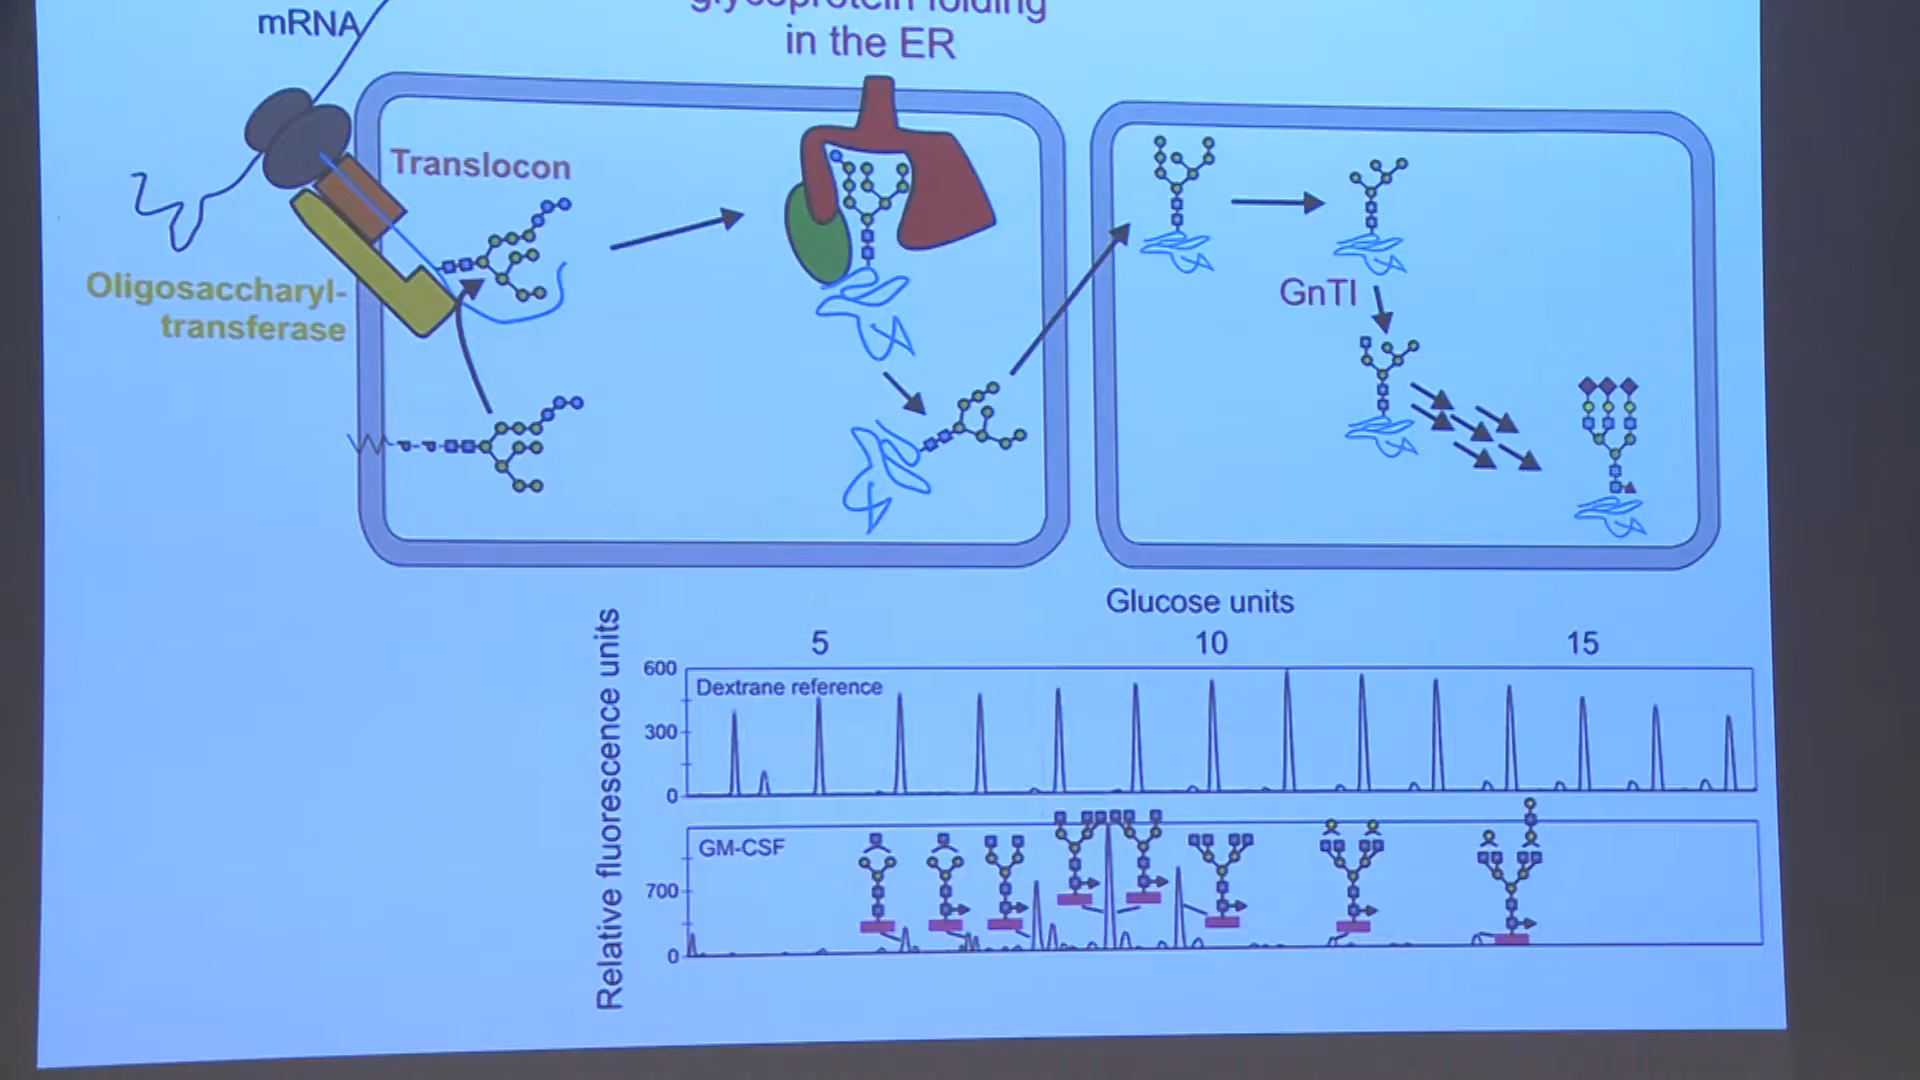 mRNA
glycoprotein folding
in the ER
Translocon
Oligosaccharyl-
transferase
GnTI
Glucose units
5 10 15
Relative fluorescence units
600
Dextrane reference
300
0
GM-CSF
700
0